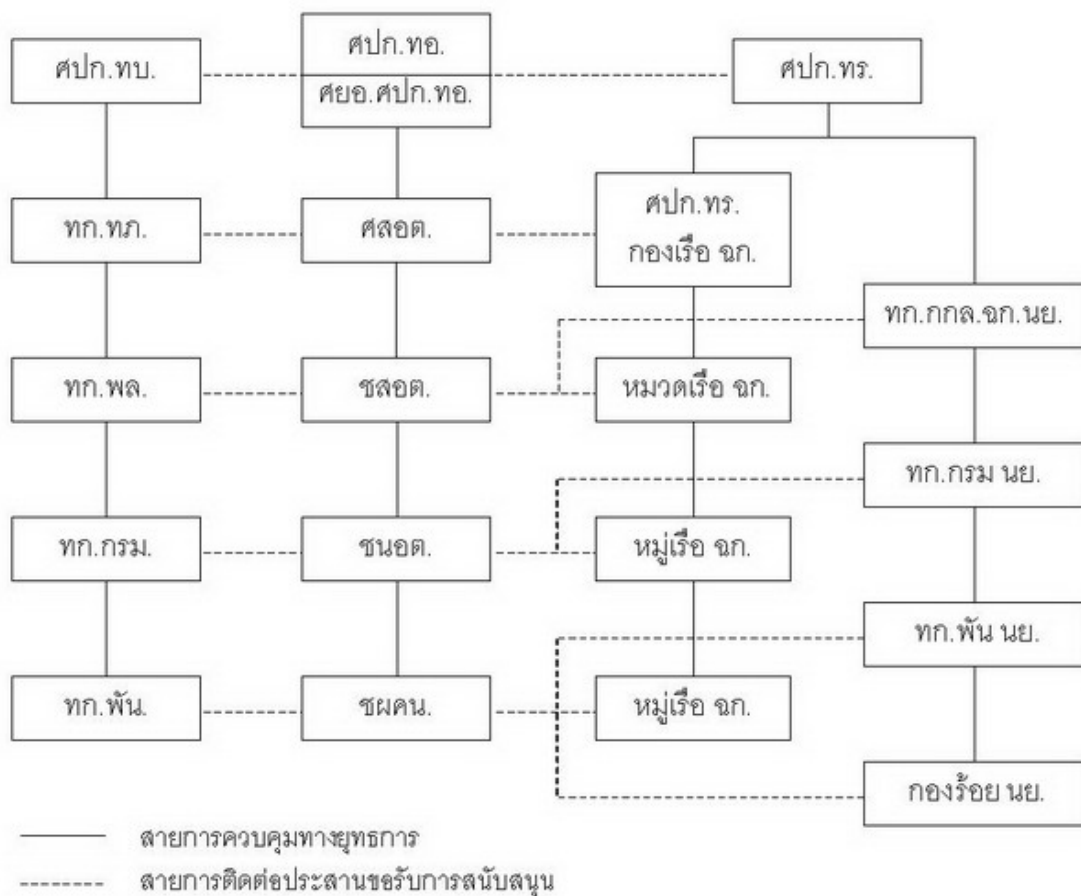 ศปก.ทบ.
ศปก.ทอ.
ศยอ.ศปก.ทอ.
ศปก.ทร.
ทก.ทภ.
ศสอต.
ศปก.ทร.
กองเรือ ฉก.
ทก.กกล.ฉก.นย.
ทก.พล.
ชสอต.
หมวดเรือ ฉก.
ทก.กรม นย.
ทก.กรม.
ชนอต.
หมู่เรือ ฉก.
ทก.พัน นย.
ทก.พัน.
ชผคน.
หมู่เรือ ฉก.
กองร้อย นย.
สายการควบคุมทางยุทธการ
สายการติดต่อประสานขอรับการสนับสนุน